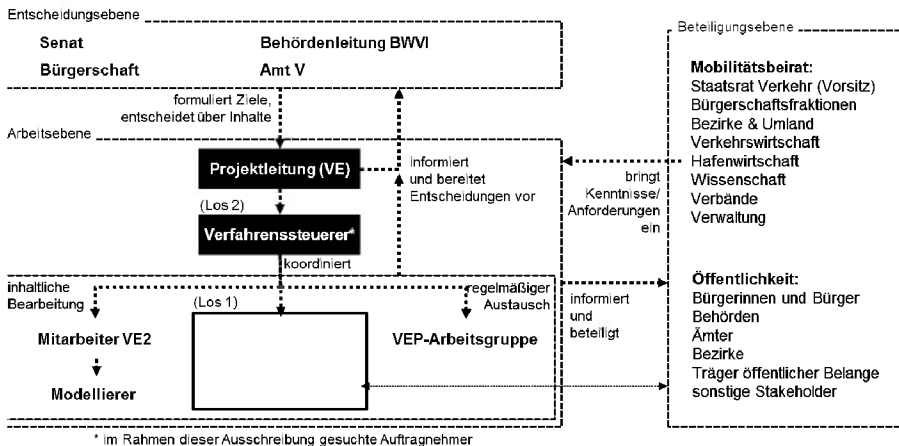 Entscheidungsebene
Senat
Behördenleitung BWVI
Bürgerschaft
Amt V
formuliert Ziele,
entscheidet über Inhalte
Arbeitsebene
Projektleitung (VE)
informiert
und bereitet
Entscheidungen vor
(Los 2)
Verfahrenssteuerer*
koordiniert
inhaltliche
Bearbeitung
(Los 1)
regelmäßiger
Austausch
Mitarbeiter VE2
VEP-Arbeitsgruppe
Modellierer
bringt
Kenntnisse/
Anforderungen
ein
informiert
und
beteiligt
Beteiligungsebene
Mobilitätsbeirat:
Staatsrat Verkehr (Vorsitz)
Bürgerschaftsfraktionen
Bezirke & Umland
Verkehrswirtschaft
Hafenwirtschaft
Wissenschaft
Verbände
Verwaltung
Öffentlichkeit:
Bürgerinnen und Bürger
Behörden
Ämter
Bezirke
Träger öffentlicher Belange
sonstige Stakeholder
* Im Rahmen dieser Ausschreibung gesuchte Auftragnehmer